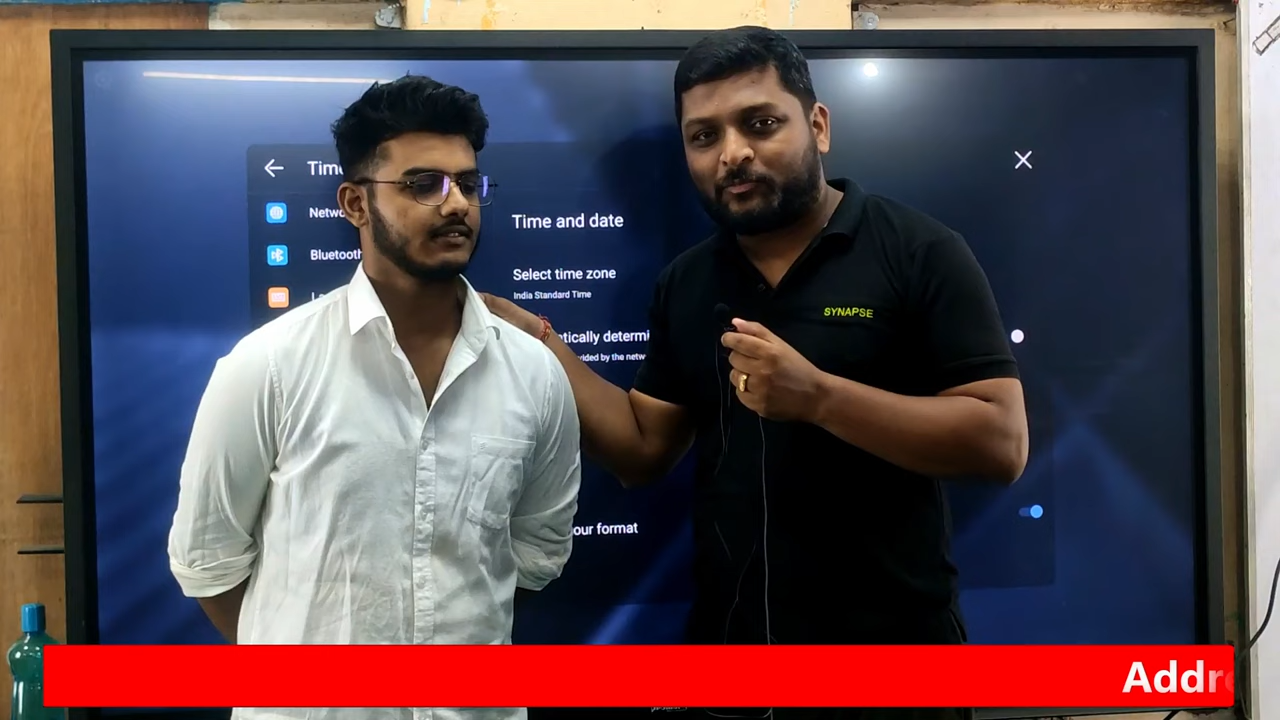 Time
Netwo
Bluetooth
Time and date
Select time zone
India Standard Time
tically determi
vided by the netw
our format
SYNAPSE
Addre